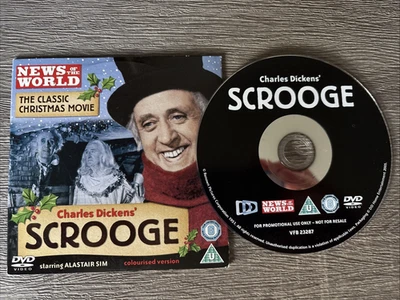 NEWS OF THE
WORLD
THE CLASSIC
CHRISTMAS MOVIE
Charles Dickens'
SCROOGE
DVD
VIDEO
starring ALASTAIR SIM
colourised version
U
Charles Dickens'
SCROOGE
NEWS OF THE
WORLD
U
DVD
VIDEO
FOR PROMOTIONAL USE ONLY - NOT FOR RESALE
VFB 23287